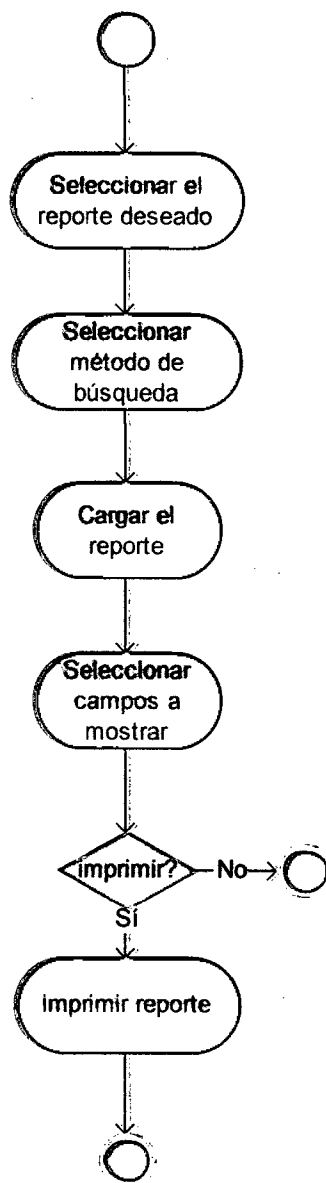 Seleccionar el
reporte deseado
Seleccionar
método de
búsqueda
Cargar el
reporte
Seleccionar
campos a
mostrar
imprimir?
No
Sí
imprimir reporte